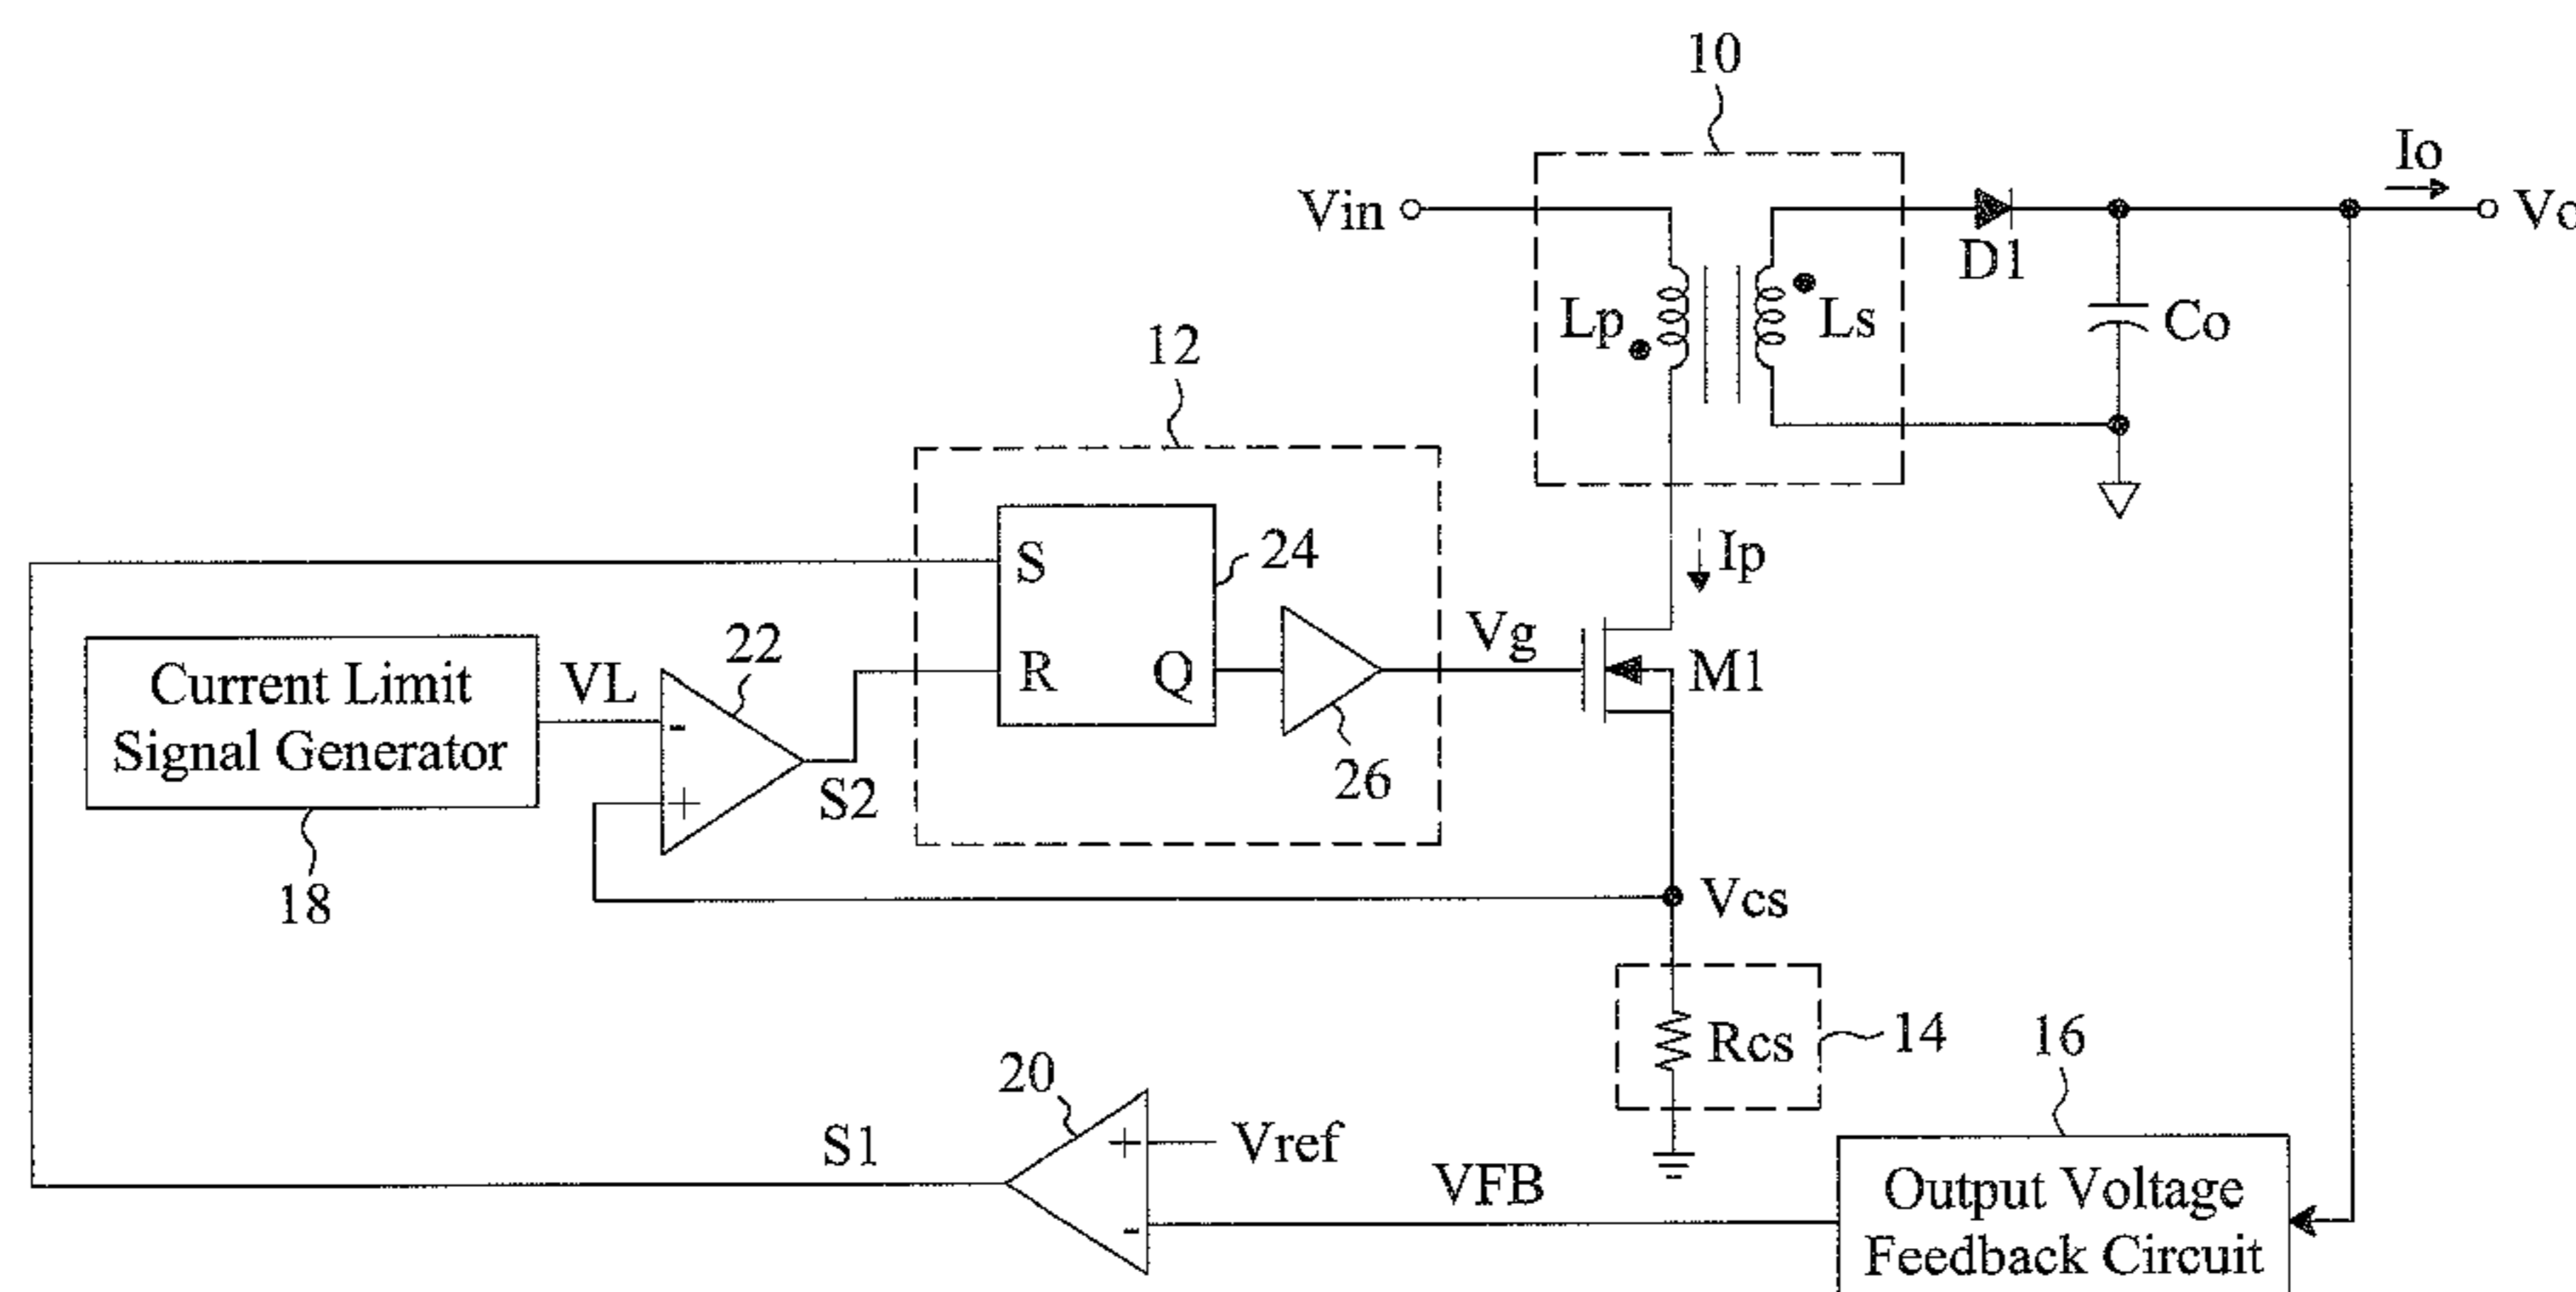 10
Io
Vin
Vo
D1
Lp
Ls
Co
12
S
24
Ip
22
Vg
Current Limit
Signal Generator
VL
-
R
Q
M1
+
S2
26
18
Vcs
Rcs
14
16
20
+
Vref
S1
VFB
-
Output Voltage
Feedback Circuit